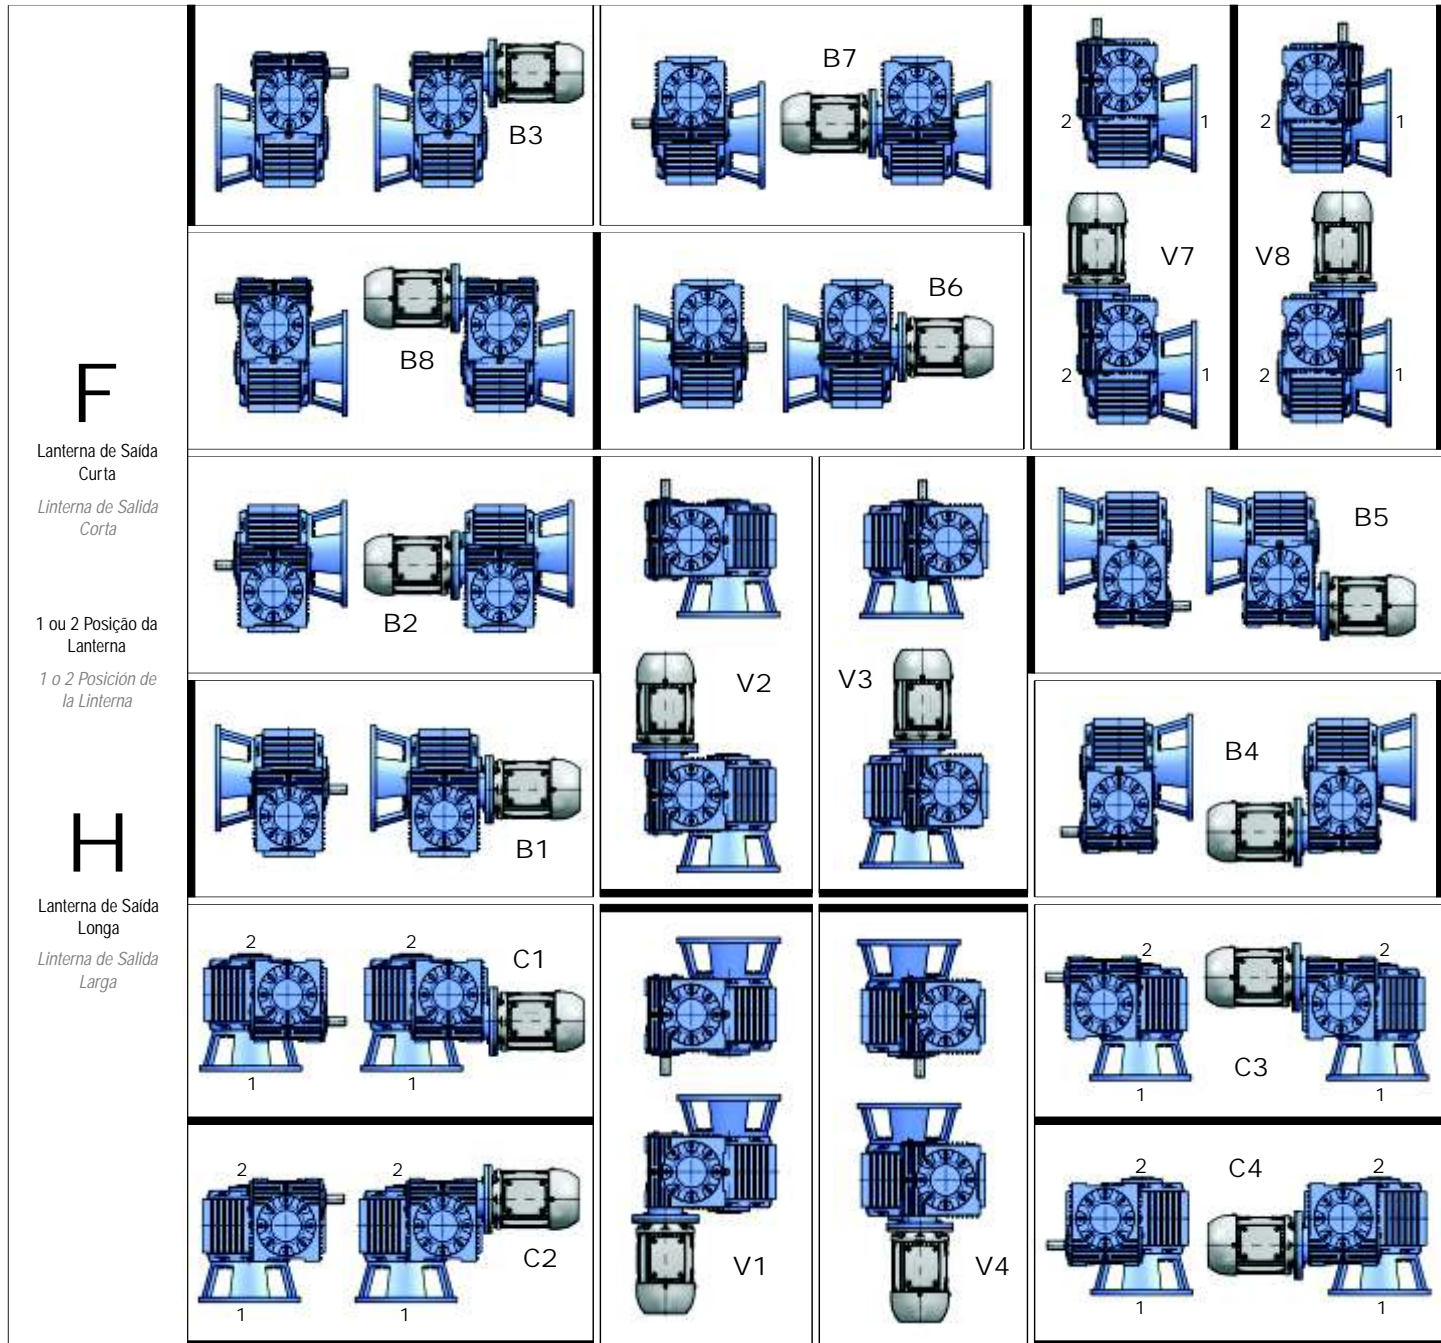 F
Lanterna de Saída
Curta
Linterna de Salida
Corta
1 ou 2 Posição da
Lanterna
1 o 2 Posición de
la Linterna
H
Lanterna de Saída
Longa
Linterna de Salida
Larga
B3
B7
2 1
2 1
V7
V8
B8
B6
2 1
2 1
B2
V2
V3
B5
B1
B4
2 2
C1
1 1
2 2
C3
1 1
2 2
C2
1 1
V1
V4
2 2
C4
1 1